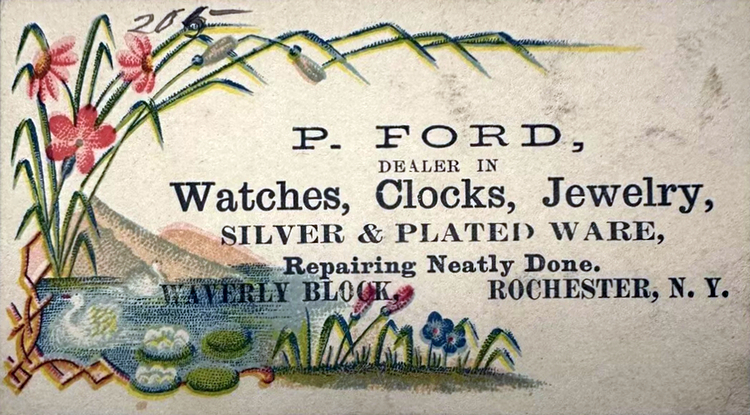 205
P. FORD,
DEALER IN
Watches, Clocks, Jewelry,
SILVER & PLATED WARE,
Repairing Neatly Done.
WAVERLY BLOCK, ROCHESTER, N. Y.